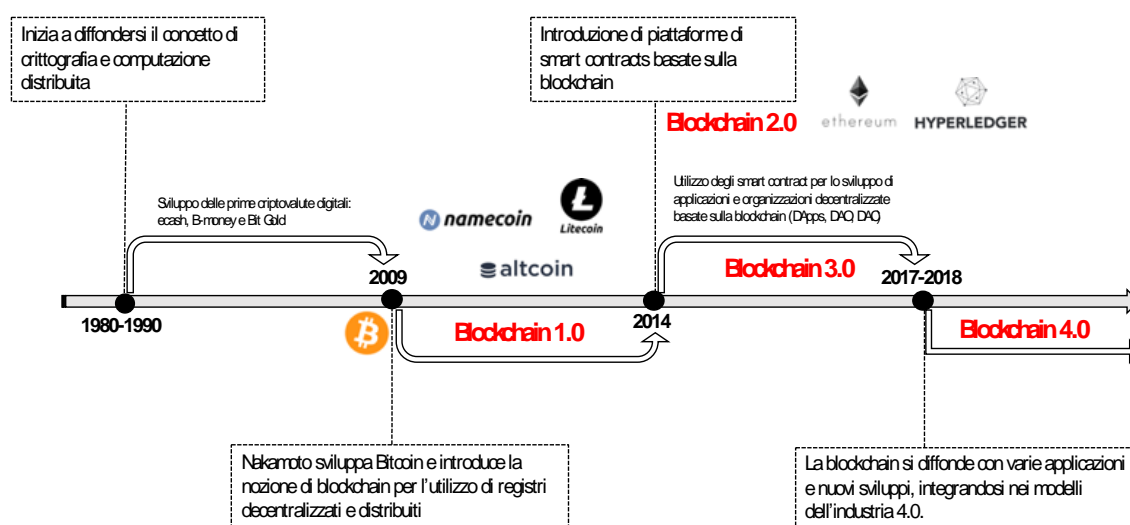 Inizia a diffondersi il concetto di
crittografia e computazione
distribuita
Introduzione di piattaforme di
smart contracts basate sulla
blockchain
Blockchain 2.0
ethereum
HYPERLEDGER
Sviluppo delle prime criptovalute digitali:
ecash, B-money e Bit Gold
namecoin
Litecoin
altcoin
Utilizzo degli smart contract per lo sviluppo di
applicazioni e organizzazioni decentralizzate
basate sulla blockchain (DApps, DAO, DAC)
Blockchain 3.0
2009
2017-2018
1980-1990
Blockchain 1.0
2014
Blockchain 4.0
Nakamoto sviluppa Bitcoin e introduce la
nozione di blockchain per l'utilizzo di registri
decentralizzati e distribuiti
La blockchain si diffonde con varie applicazioni
e nuovi sviluppi, integrandosi nei modelli
dell'industria 4.0.